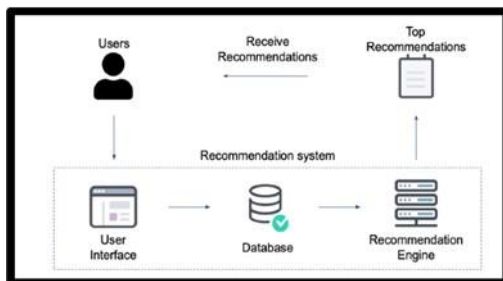 Users
Receive
Recommendations
Top
Recommendations
Recommendation system
User
Interface
Database
Recommendation
Engine